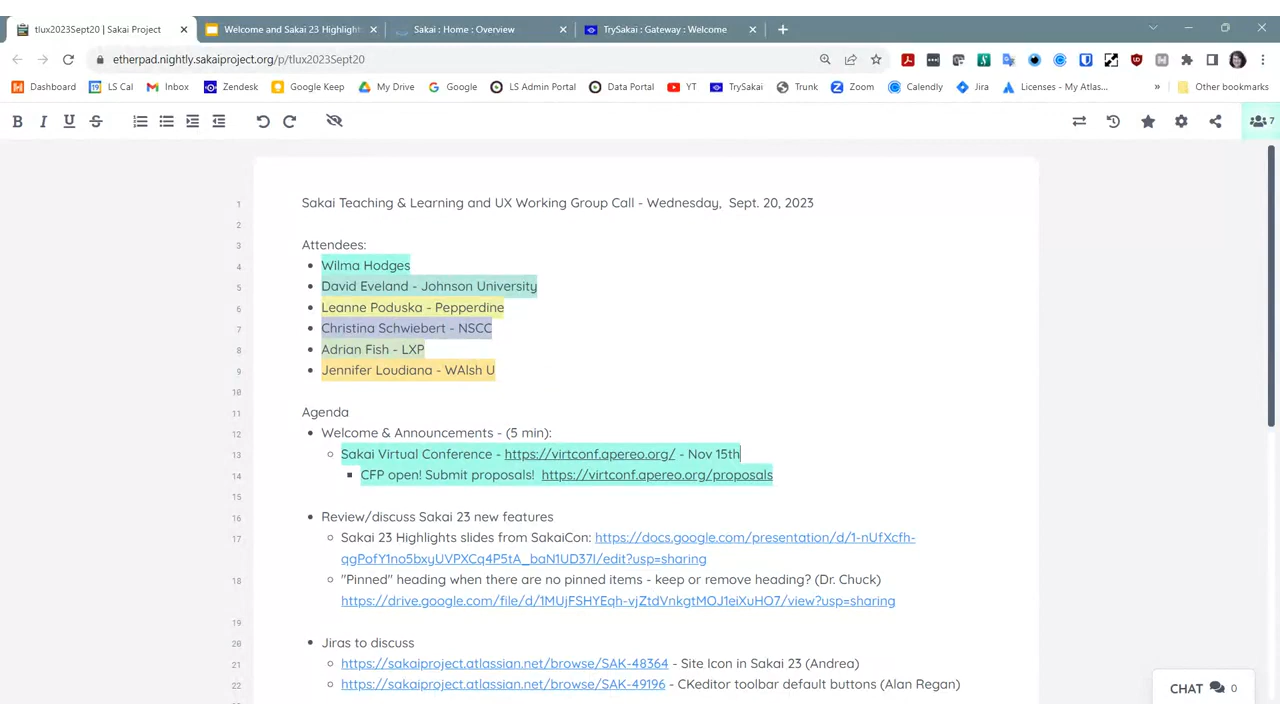 tlux2023Sept20 | Sakai Project
Welcome and Sakai 23 Highlight
Sakai : Home : Overview
TrySakai : Gateway : Welcome
etherpad.nightly.sakaiproject.org/p/tlux2023Sept20
Dashboard
LS Cal
Inbox
Zendesk
Google Keep
My Drive
Google
LS Admin Portal
Data Portal
YT
TrySakai
Trunk
Zoom
Calendly
Jira
Licenses - My Atlas...
»
Other bookmarks
B I U S
7
1 Sakai Teaching & Learning and UX Working Group Call - Wednesday,  Sept. 20, 2023
2
3 Attendees:
4 Wilma Hodges
5 David Eveland - Johnson University
6 Leanne Poduska - Pepperdine
7 Christina Schwiebert - NSCC
8 Adrian Fish - LXP
9 Jennifer Loudiana - WAlsh U
10
11 Agenda
12 Welcome & Announcements - (5 min):
13 Sakai Virtual Conference - https://virtconf.apereo.org/ - Nov 15th
14 CFP open! Submit proposals!  https://virtconf.apereo.org/proposals
15
16 Review/discuss Sakai 23 new features
17 Sakai 23 Highlights slides from SakaiCon: https://docs.google.com/presentation/d/1-nUfXcfh-
qgPofY1no5bxyUVPXCq4P5tA_baN1UD37I/edit?usp=sharing
18 "Pinned" heading when there are no pinned items - keep or remove heading? (Dr. Chuck)
https://drive.google.com/file/d/1MUjFSHYEqh-vjZtdVnkgtMOJ1eiXuHO7/view?usp=sharing
19
20 Jiras to discuss
21 https://sakaiproject.atlassian.net/browse/SAK-48364 - Site Icon in Sakai 23 (Andrea)
22 https://sakaiproject.atlassian.net/browse/SAK-49196 - CKeditor toolbar default buttons (Alan Regan)
CHAT 0